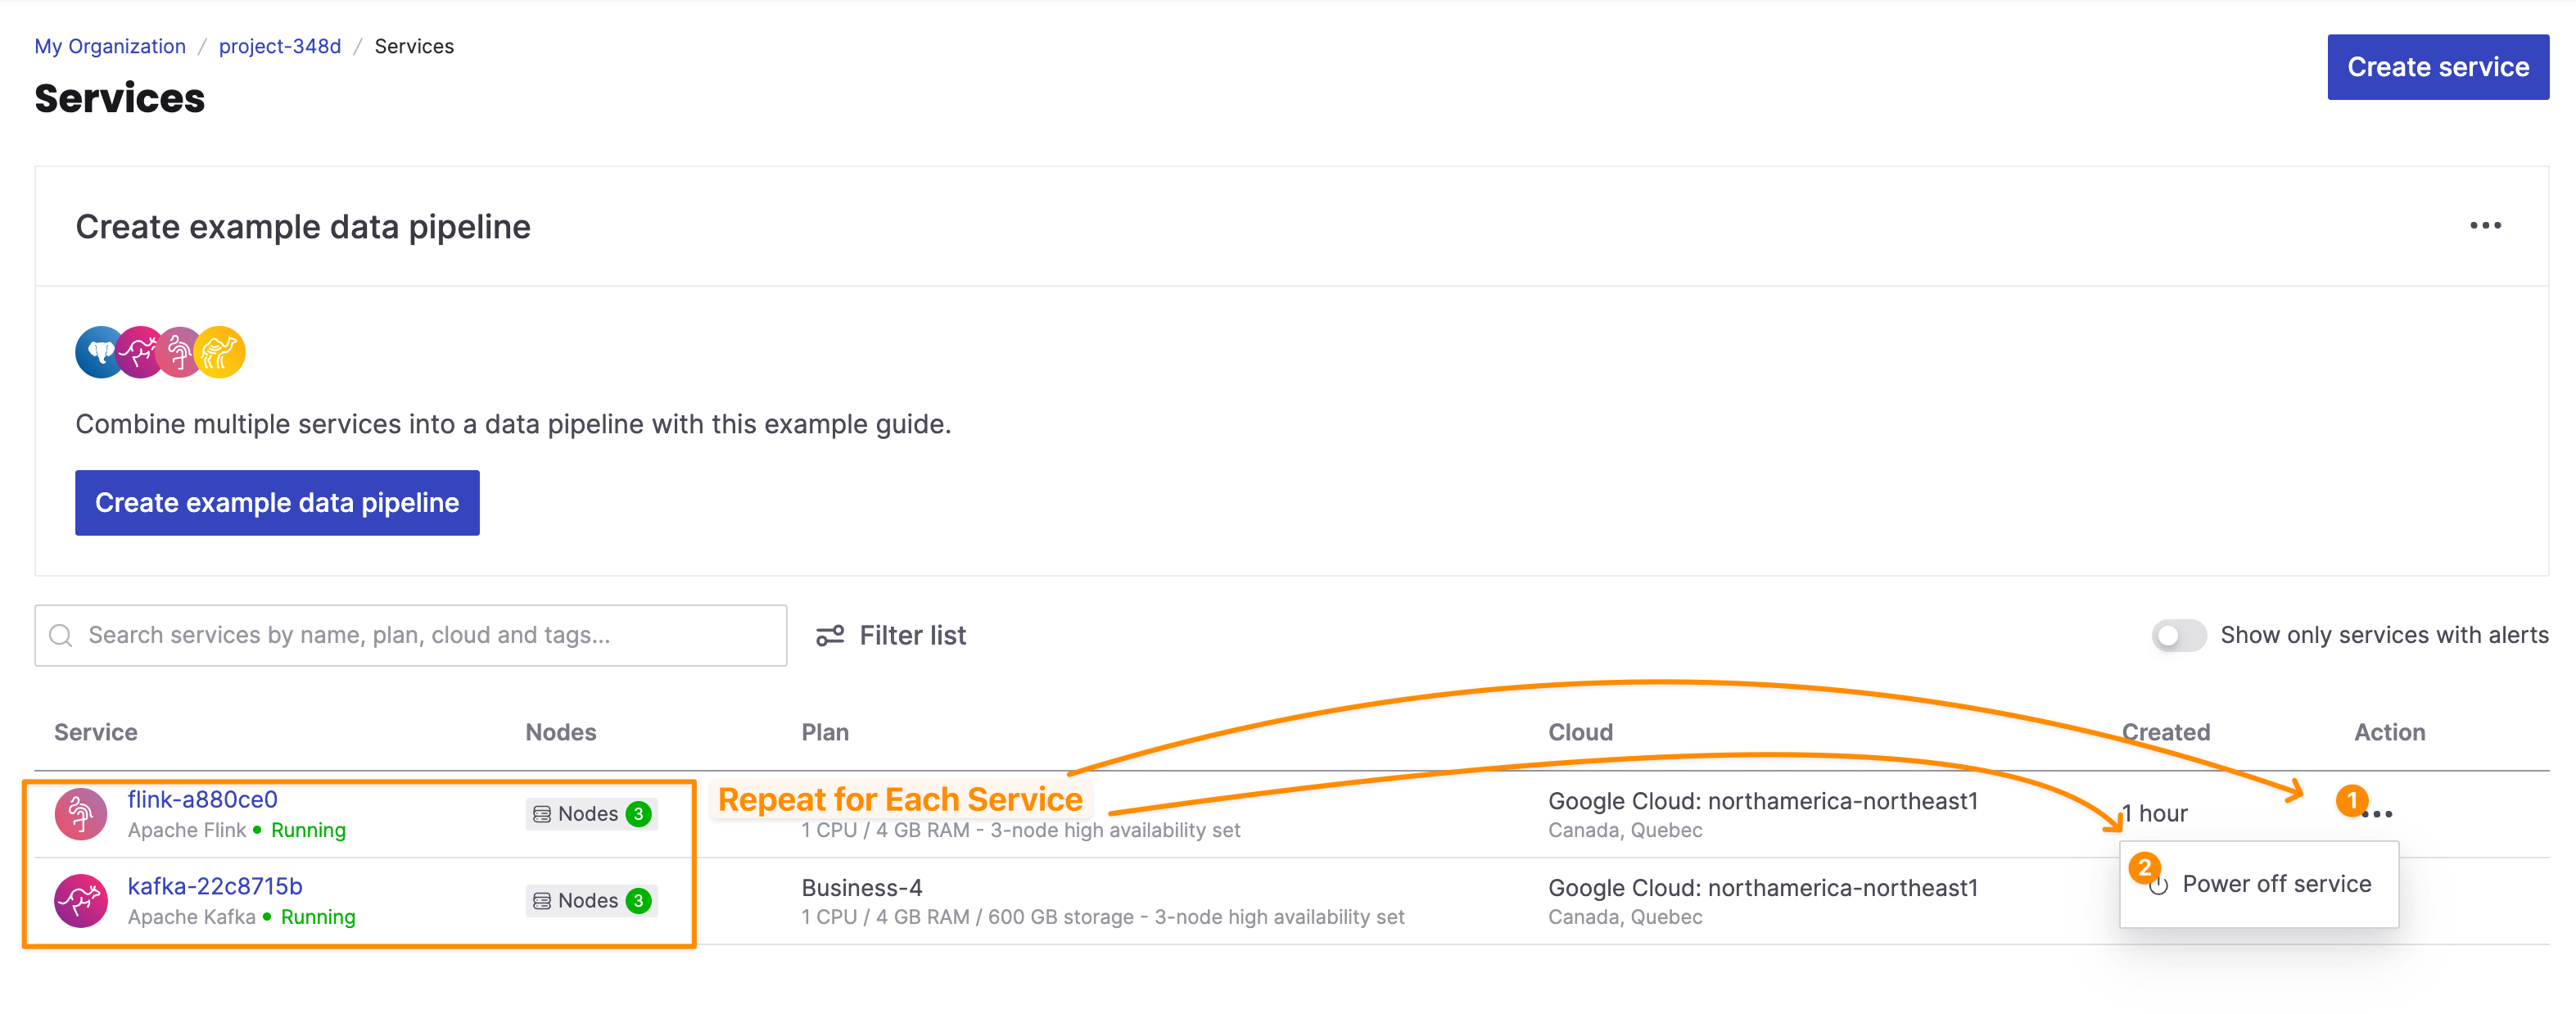 My Organization / project-348d / Services
Create service
Services
Create example data pipeline
Combine multiple services into a data pipeline with this example guide.
Create example data pipeline
Search services by name, plan, cloud and tags...
Filter list
Show only services with alerts
Service Nodes Plan Cloud Created Action
flink-a880ce0
Apache Flink • Running
Nodes 3
Repeat for Each Service
1 CPU / 4 GB RAM - 3-node high availability set
Google Cloud: northamerica-northeast1
Canada, Quebec
1 hour
1
kafka-22c8715b
Apache Kafka • Running
Nodes 3
Business-4
1 CPU / 4 GB RAM / 600 GB storage - 3-node high availability set
Google Cloud: northamerica-northeast1
Canada, Quebec
2
Power off service